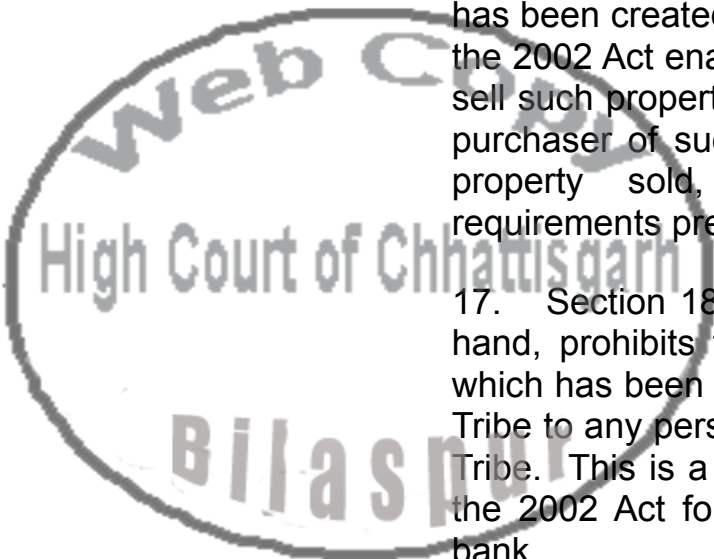 has been created
the 2002 Act ena
sell such propert
purchaser of suc
property sold,
requirements pre
17. Section 18
hand, prohibits
which has been
Tribe to any pers
Tribe. This is a
the 2002 Act fo
bank
Web Copy
High Court of Chhattisgarh
Bilaspur